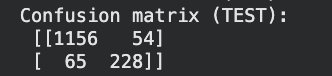 Confusion matrix (TEST):
[[1156 54]
[ 65 228]]